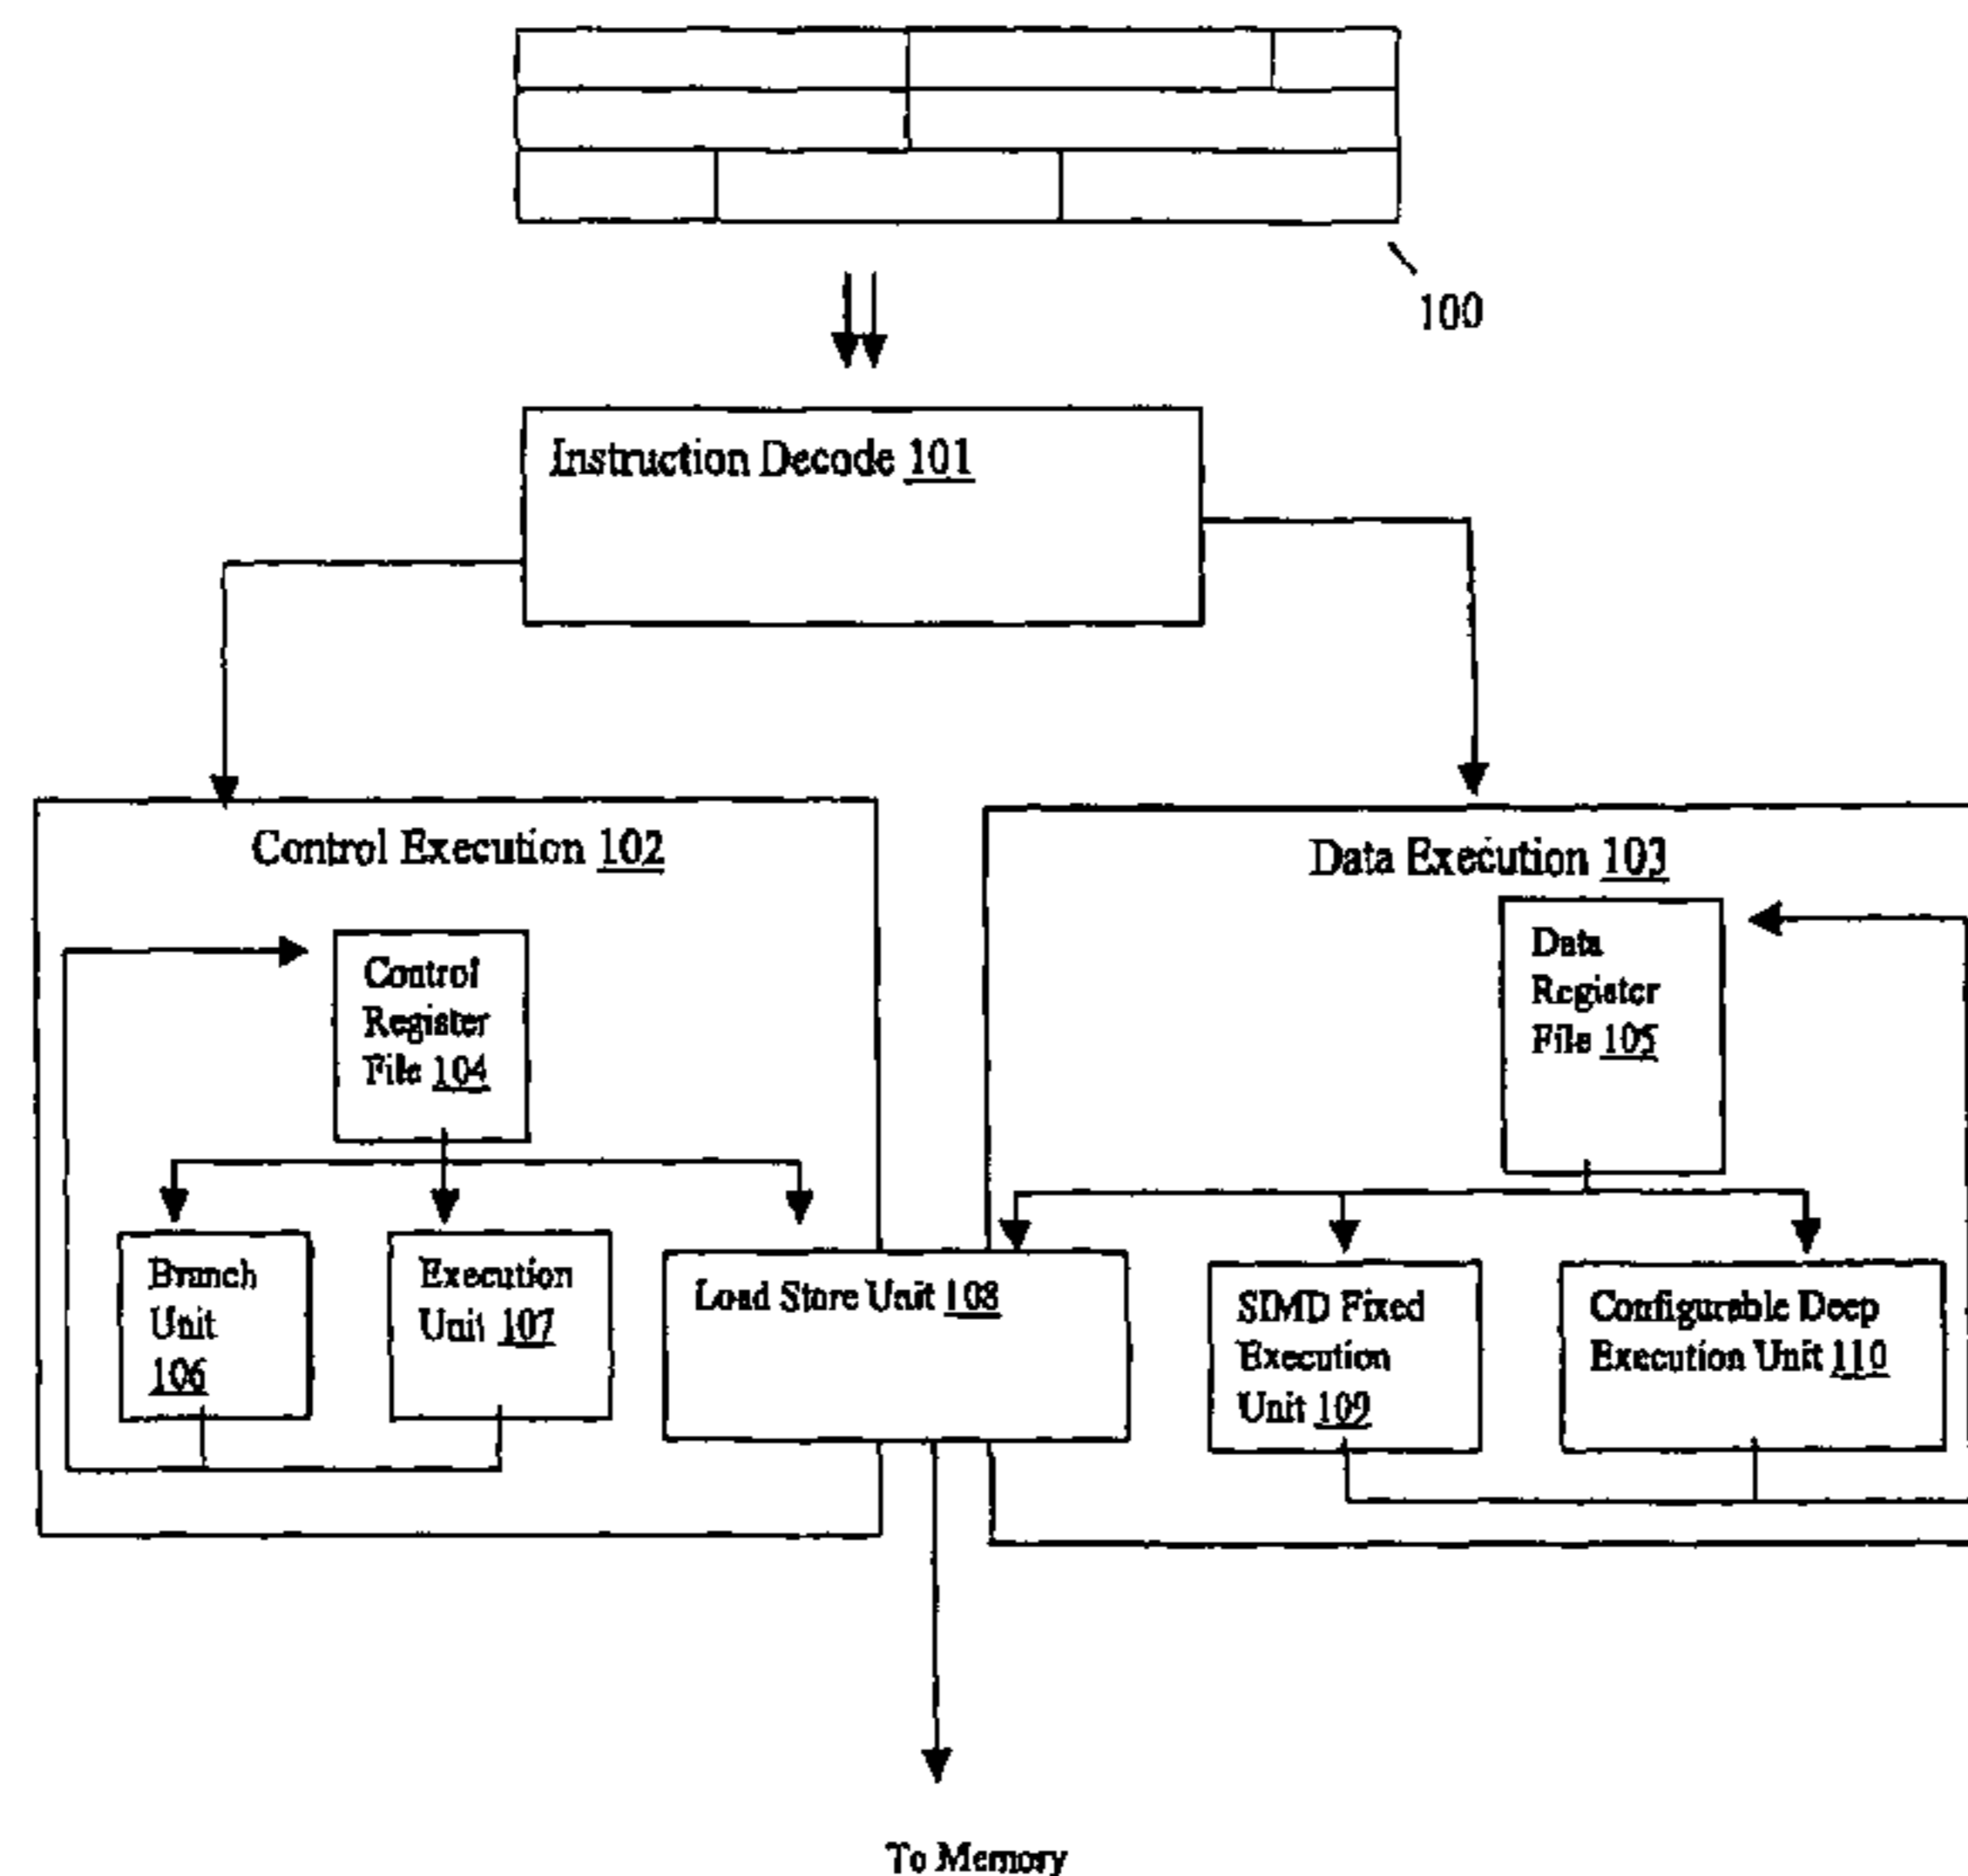 100
Instruction Decode 101
Control Execution 102
Data Execution 103
Control
Register
File 104
Data
Register
File 105
Branch
Unit
106
Execution
Unit 107
Load Store Unit 108
SIMD Fixed
Execution
Unit 109
Configurable Deep
Execution Unit 110
To Memory